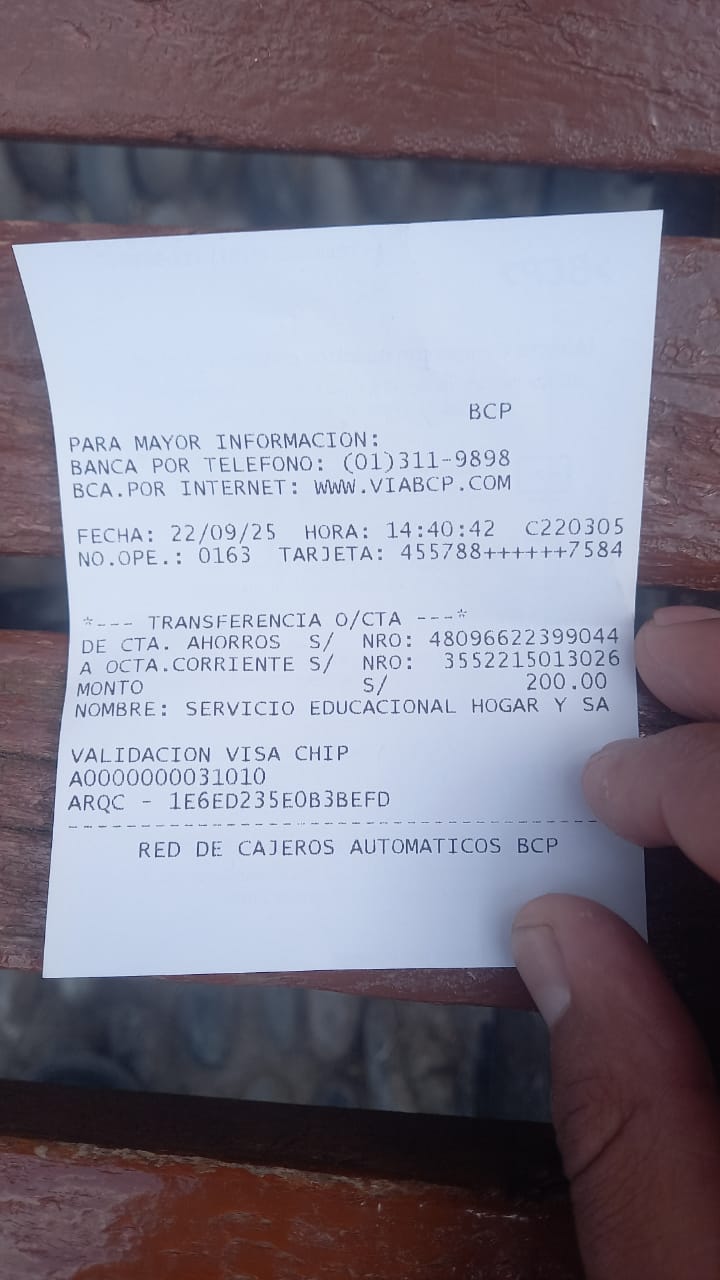 BCP
PARA MAYOR INFORMACION:
BANCA POR TELEFONO: (01)311-9898
BCA.POR INTERNET: WWW.VIABCP.COM
FECHA: 22/09/25 HORA: 14:40:42 C220305
NO.OPE.: 0163 TARJETA: 455788++++++7584
*--- TRANSFERENCIA O/CTA ---*
DE CTA. AHORROS S/ NRO: 48096622399044
A OCTA.CORRIENTE S/ NRO: 3552215013026
MONTO S/ 200.00
NOMBRE: SERVICIO EDUCACIONAL HOGAR Y SA
VALIDACION VISA CHIP
A0000000031010
ARQC - 1E6ED235E0B3BEFD
--------------------------------------
RED DE CAJEROS AUTOMATICOS BCP